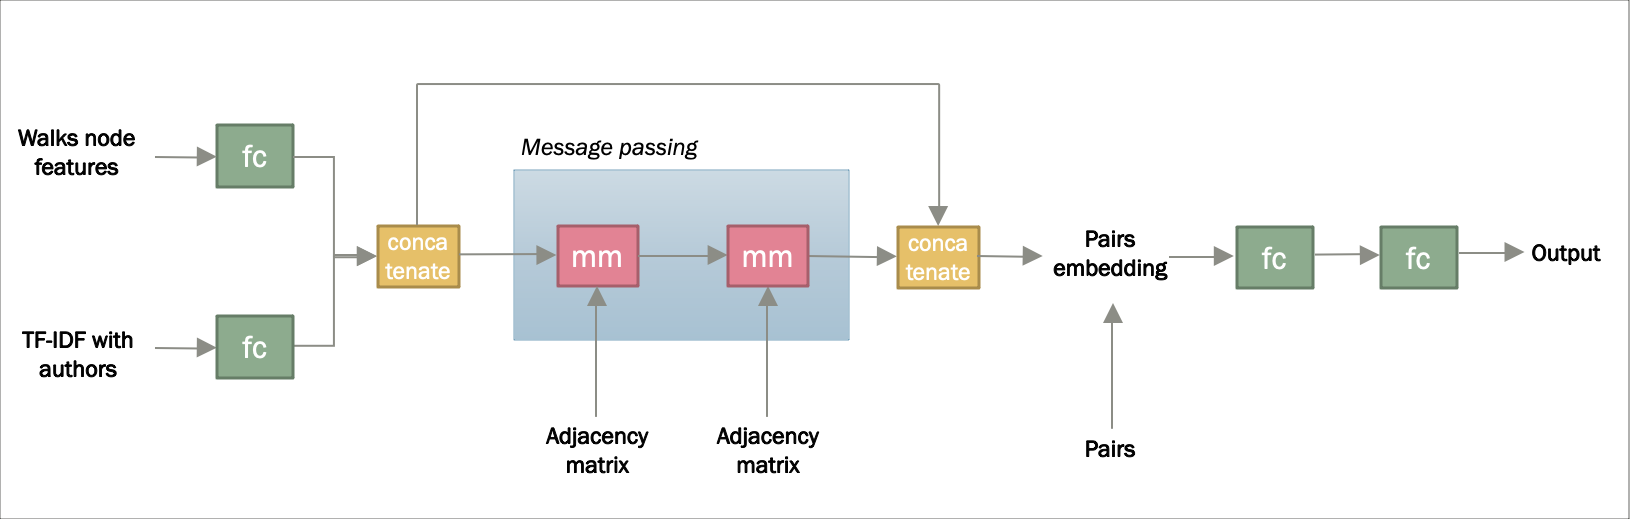 Walks node
features
fc
TF-IDF with
authors
fc
conca
tenate
Message passing
mm
mm
Adjacency
matrix
Adjacency
matrix
conca
tenate
Pairs
embedding
Pairs
fc
fc
Output